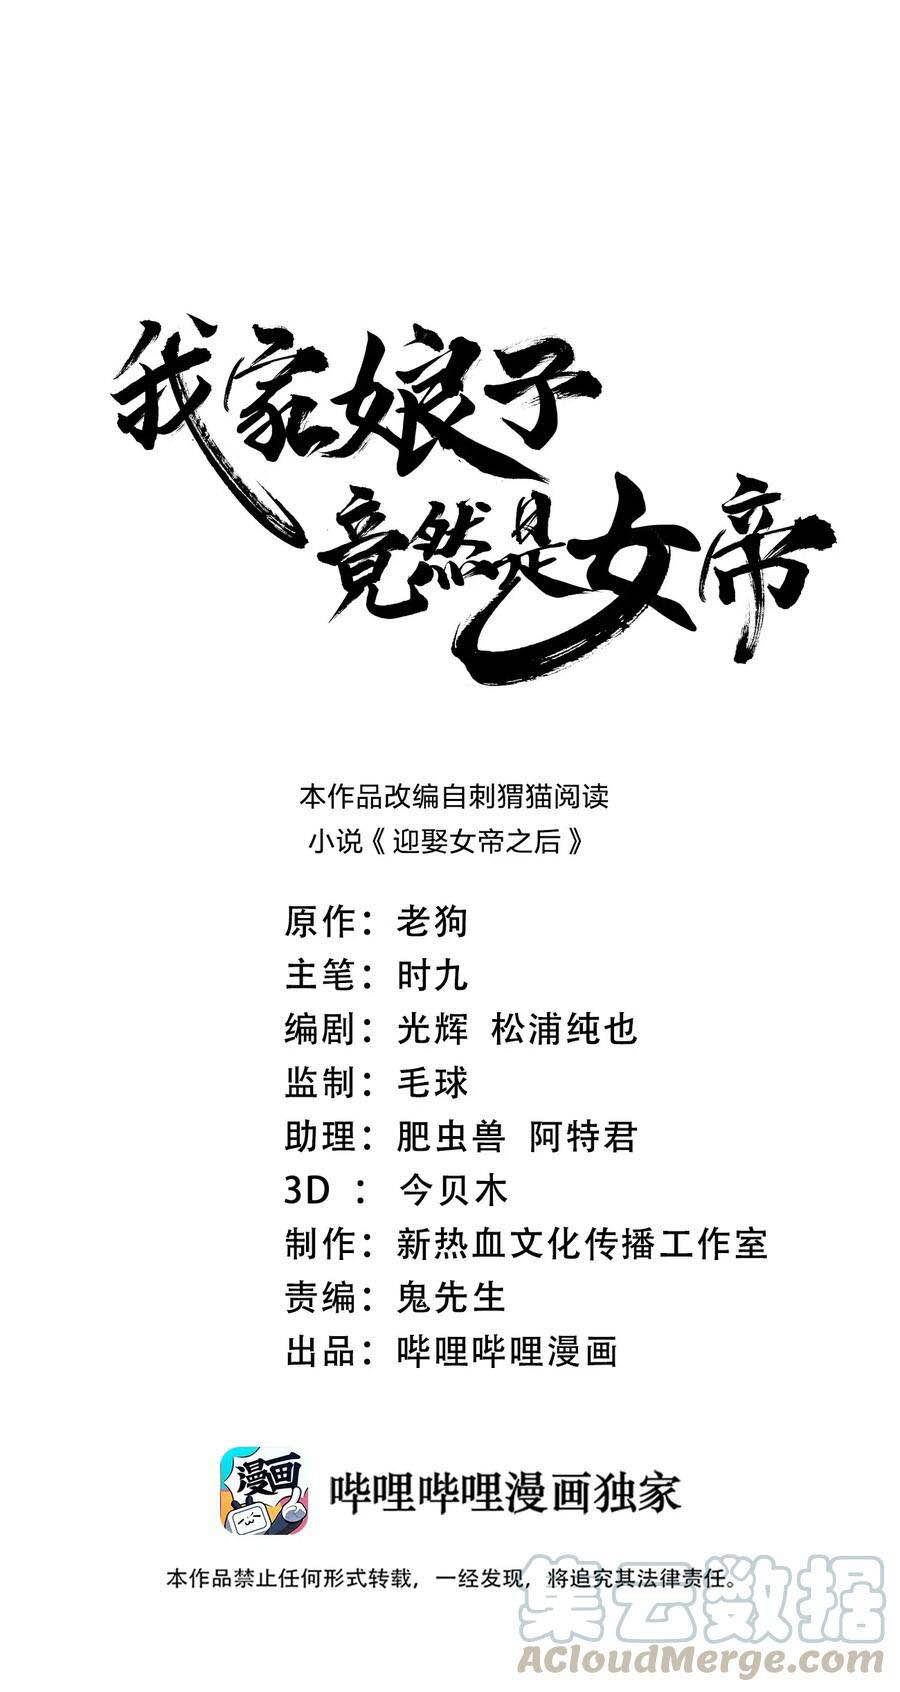 我家娘子
竟然是女帝
本作品改编自刺猬猫阅读
小说《迎娶女帝之后》
原作：老狗
主笔：时九
编剧：光辉 松浦纯也
监制：毛球
助理：肥虫兽 阿特君
3D ：今贝木
制作：新热血文化传播工作室
责编：鬼先生
出品：哔哩哔哩漫画
漫画
哔哩哔哩漫画独家
本作品禁止任何形式转载，一经发现，将追究其法律责任。
集云数据
ACloudMerge.com